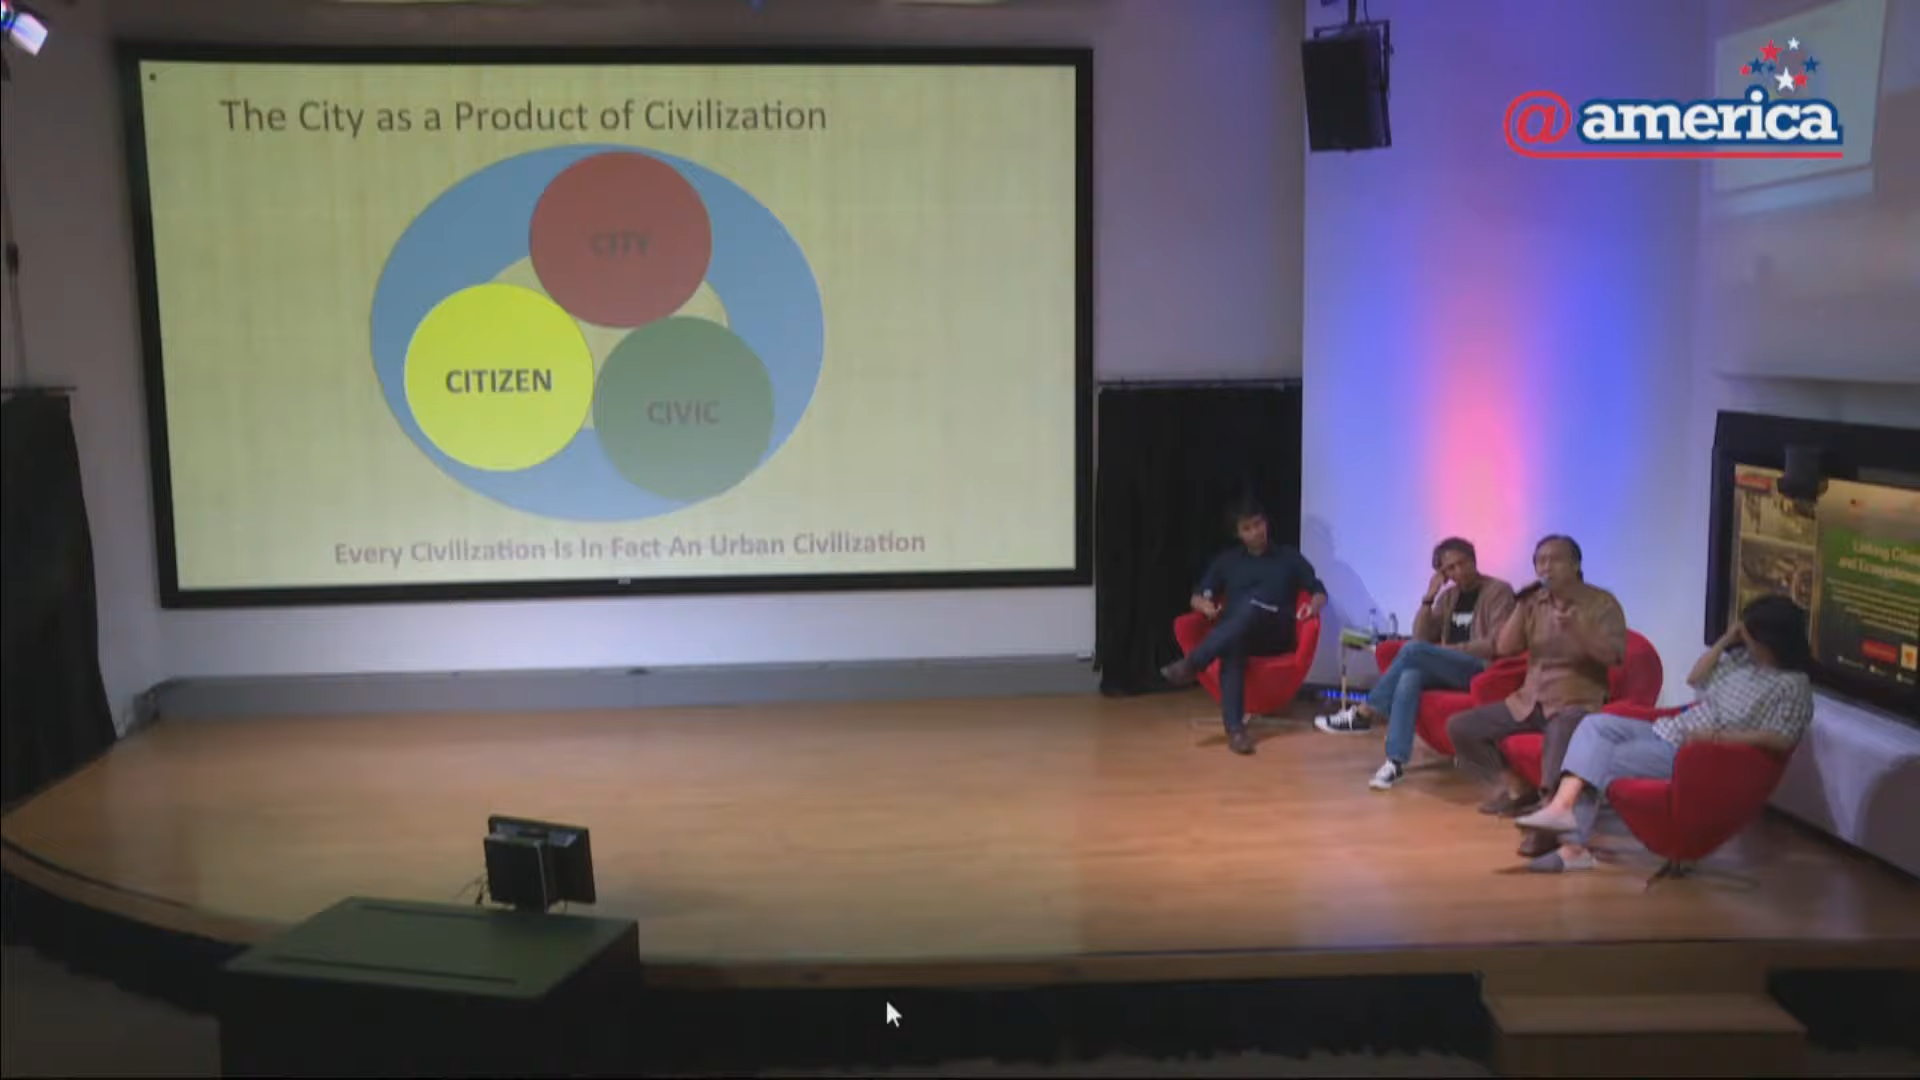 The City as a Product of Civilization
CITY
CITIZEN
CIVIC
Every Civilization Is In Fact An Urban Civilization
@america